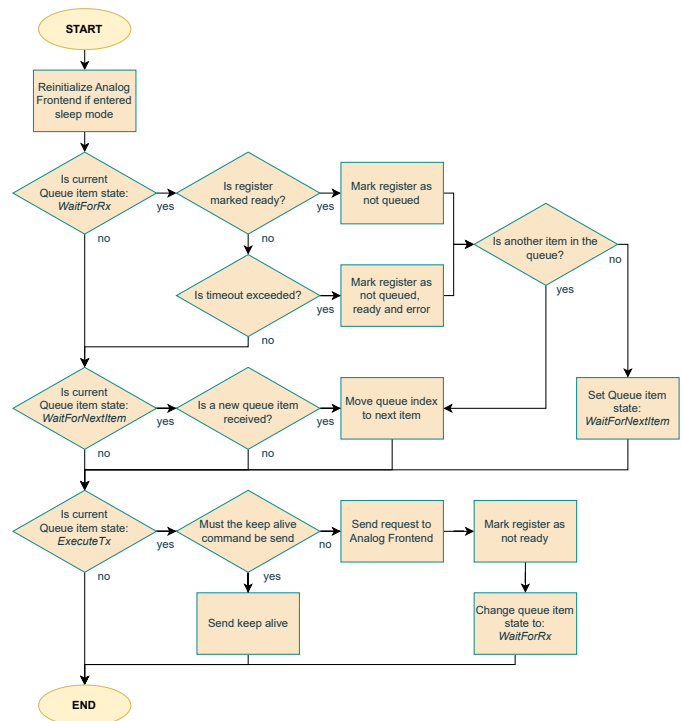 START
Reinitialize Analog
Frontend if entered
sleep mode
Is current
Queue item state:
WaitForRx
yes
no
Is register
marked ready?
yes
no
Mark register as
not queued
Is another item in the
queue?
no
yes
Is timeout exceeded?
yes
no
Mark register as
not queued,
ready and error
Is current
Queue item state:
WaitForNextItem
yes
no
Is a new queue item
received?
yes
no
Move queue index
to next item
Set Queue item
state:
WaitForNextItem
Is current
Queue item state:
ExecuteTx
yes
no
Must the keep alive
command be send
no
yes
Send request to
Analog Frontend
Mark register as
not ready
Send keep alive
Change queue item
state to:
WaitForRx
END